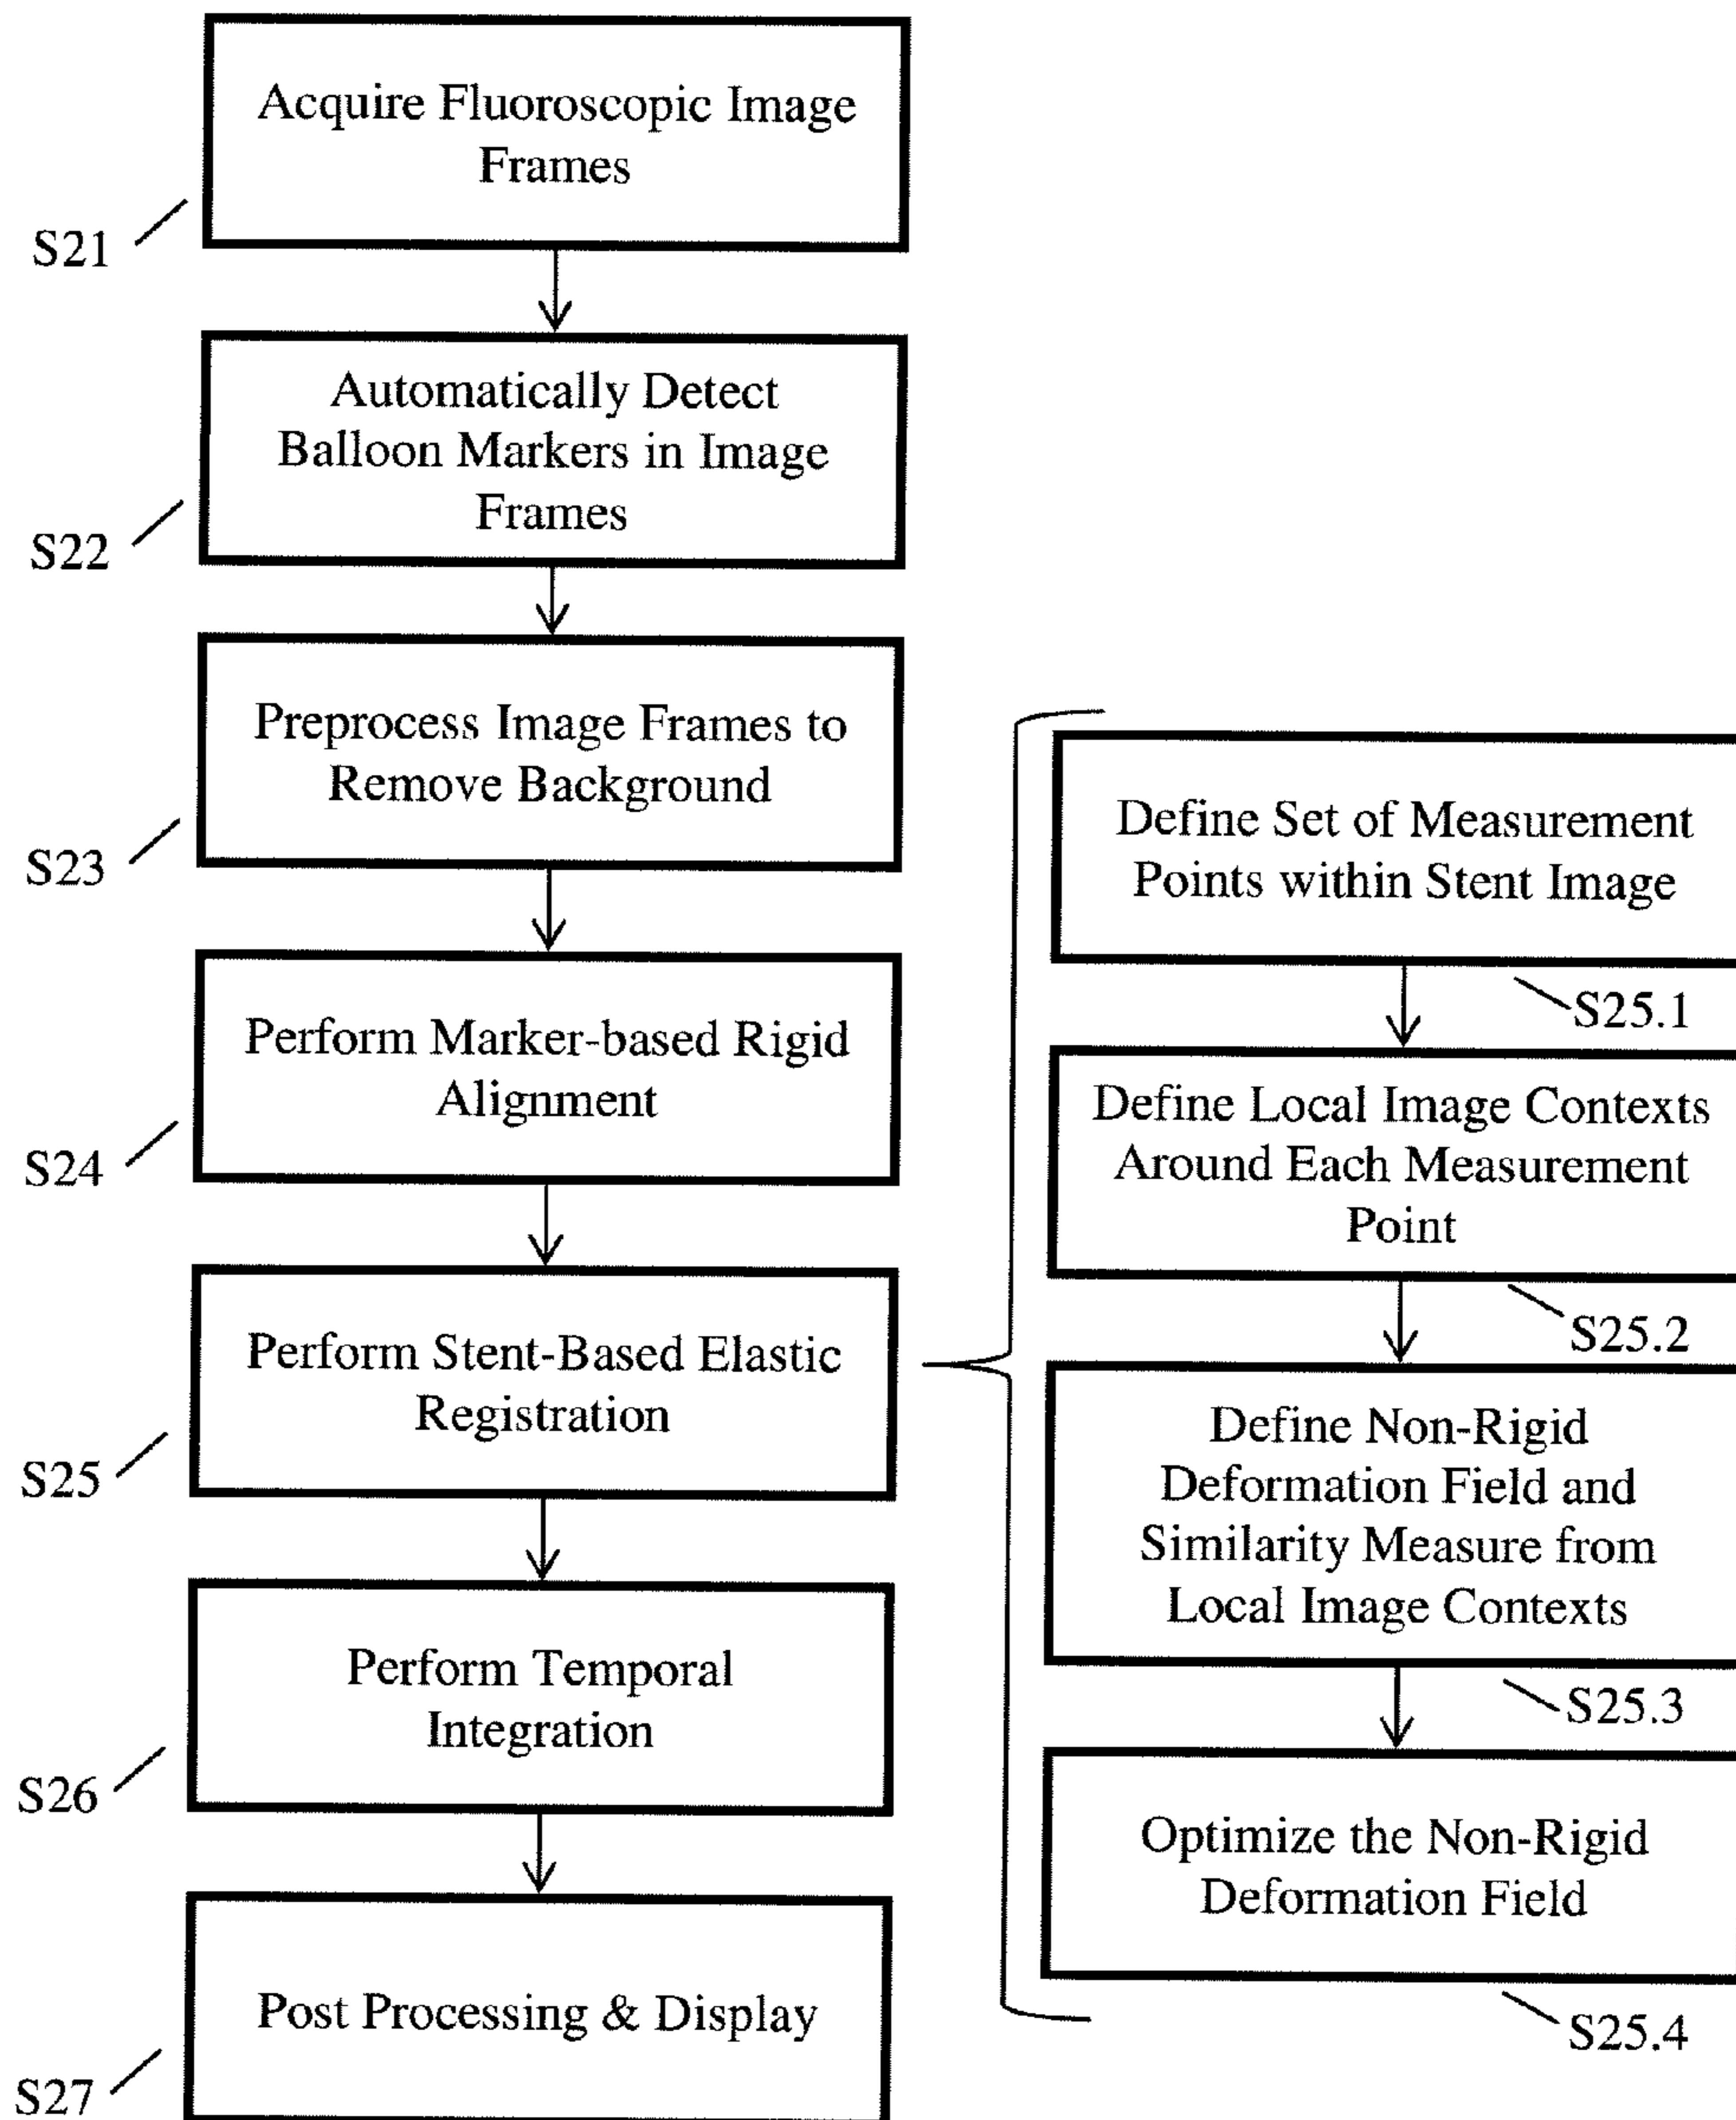 Acquire Fluoroscopic Image
Frames
S21
Automatically Detect
Balloon Markers in Image
Frames
S22
Preprocess Image Frames to
Remove Background
S23
Perform Marker-based Rigid
Alignment
S24
Perform Stent-Based Elastic
Registration
S25
Perform Temporal
Integration
S26
Post Processing & Display
S27
Define Set of Measurement
Points within Stent Image
S25.1
Define Local Image Contexts
Around Each Measurement
Point
S25.2
Define Non-Rigid
Deformation Field and
Similarity Measure from
Local Image Contexts
S25.3
Optimize the Non-Rigid
Deformation Field
S25.4